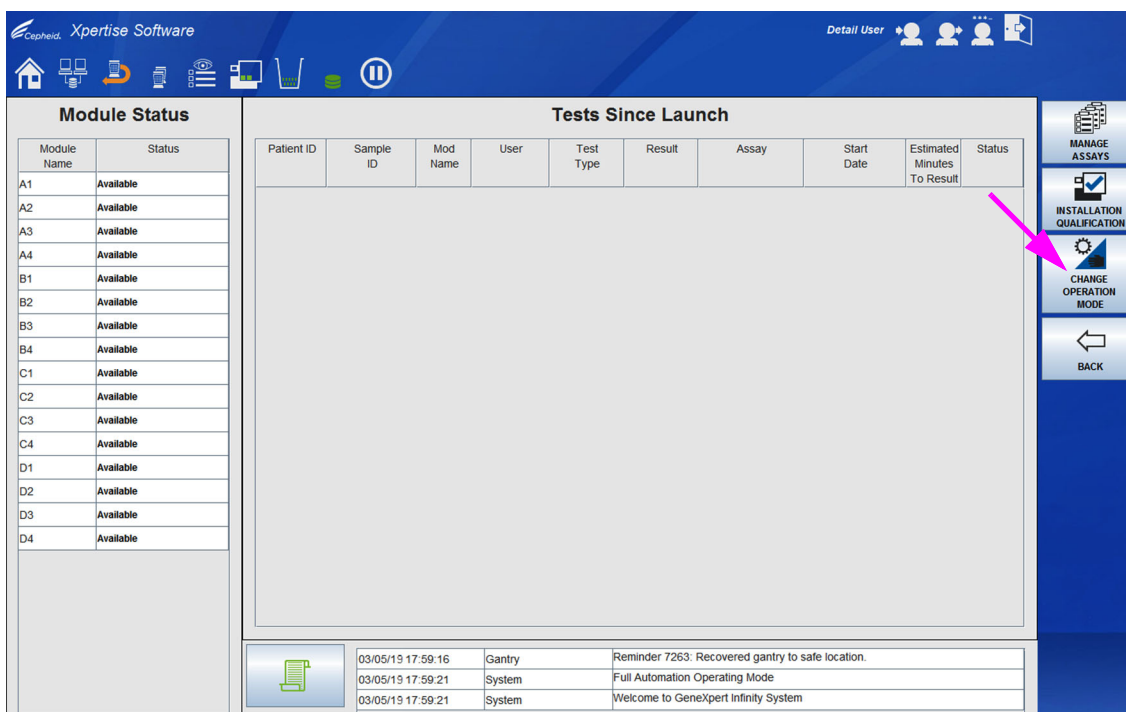 Cepheid. Xpertise Software
Detail User
Module Status
Module Name Status
A1 Available
A2 Available
A3 Available
A4 Available
B1 Available
B2 Available
B3 Available
B4 Available
C1 Available
C2 Available
C3 Available
C4 Available
D1 Available
D2 Available
D3 Available
D4 Available
Tests Since Launch
Patient ID Sample ID Mod Name User Test Type Result Assay Start Date Estimated Minutes To Result Status
03/05/19 17:59:16 Gantry Reminder 7263: Recovered gantry to safe location.
03/05/19 17:59:21 System Full Automation Operating Mode
03/05/19 17:59:21 System Welcome to GeneXpert Infinity System
MANAGE
ASSAYS
INSTALLATION
QUALIFICATION
CHANGE
OPERATION
MODE
BACK